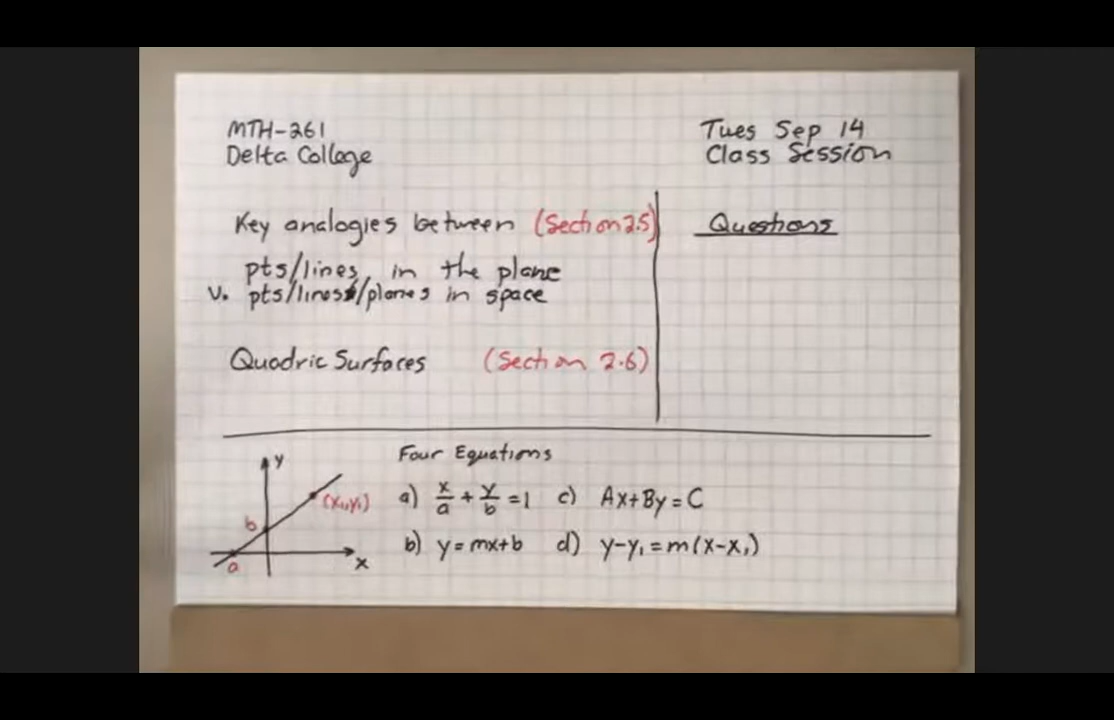 MTH-261
Delta College
Tues Sep 14
Class Session
Key analogies between (Section 2.5)
pts/lines in the plane
v. pts/lines/planes in space
Quadric Surfaces (Section 2.6)
Questions
y
(x₁,y₁)
b
a
x
Four Equations
a) x/a + y/b = 1 c) Ax+By=C
b) y=mx+b d) y-y₁=m(x-x₁)